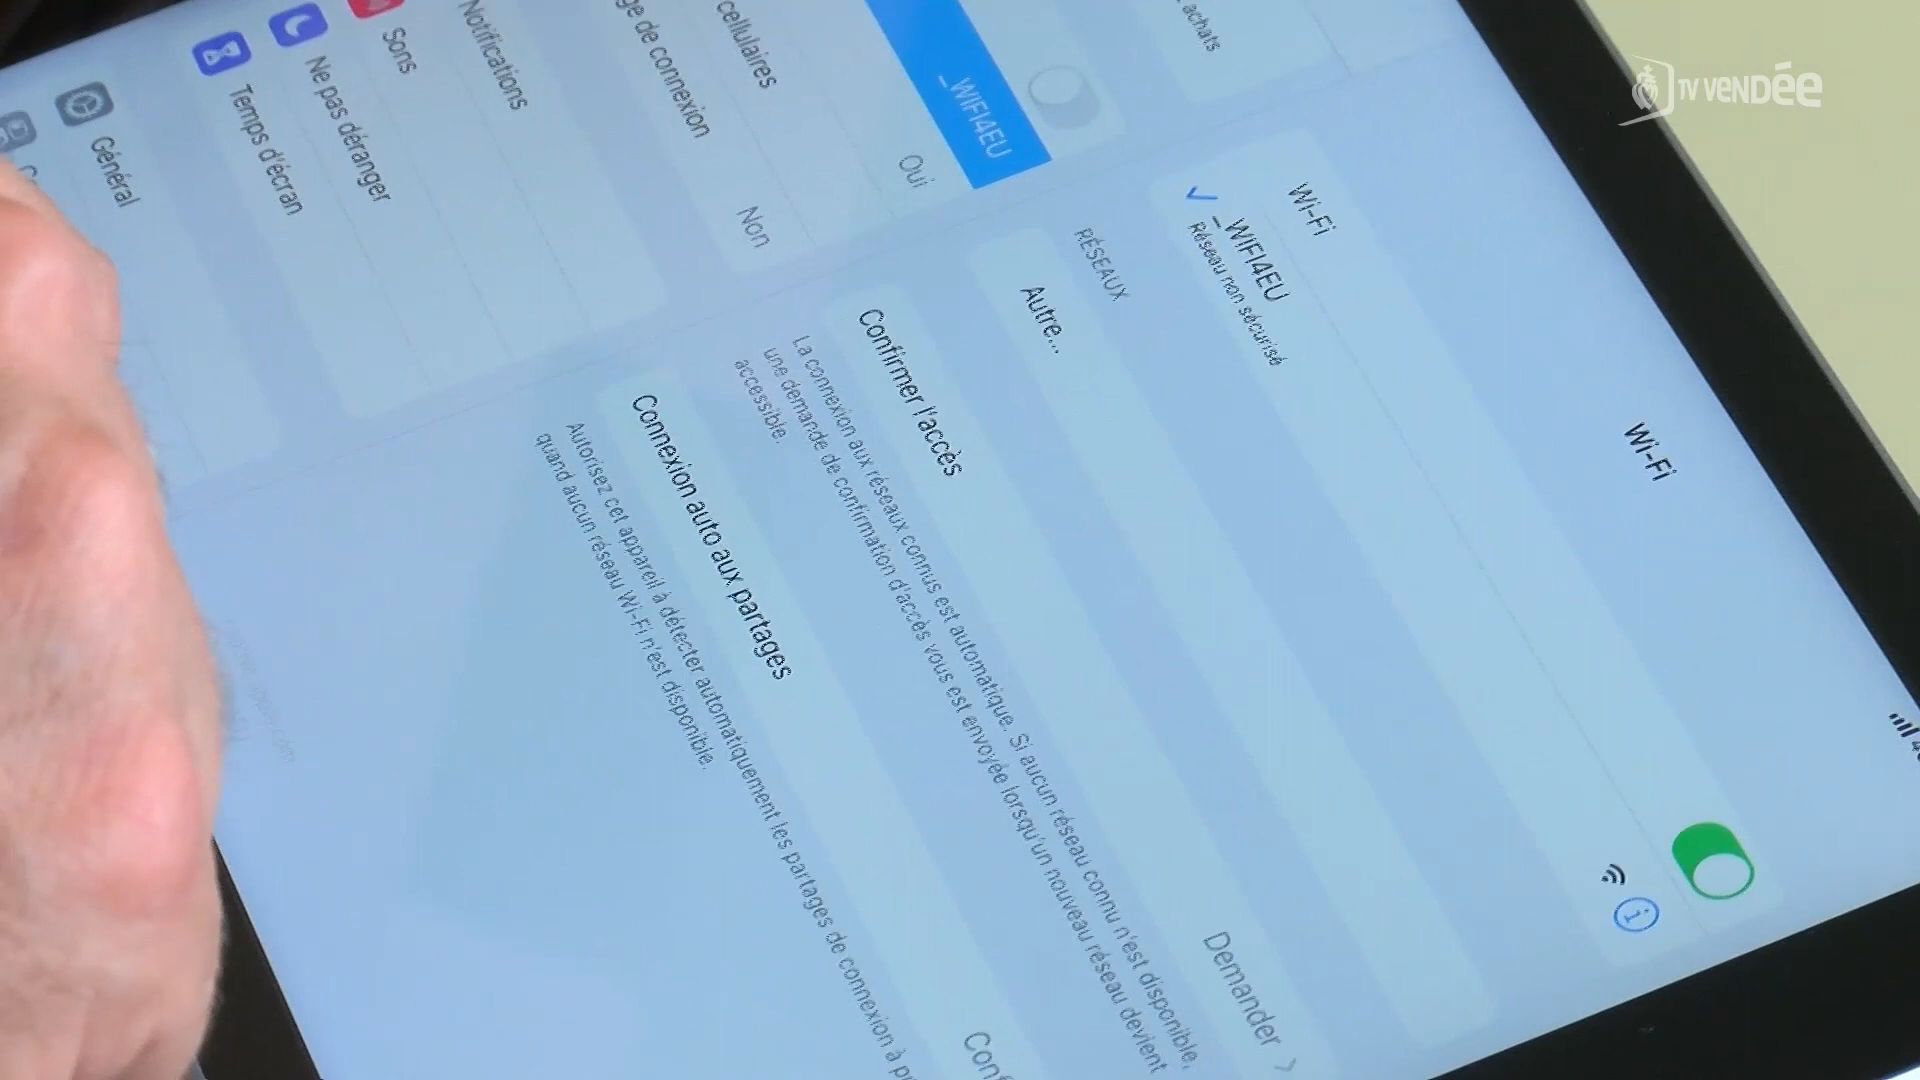 TV VENDÉE
achats
_WIFI4EU
cellulaires
Oui
de connexion
Non
Notifications
Sons
Ne pas déranger
Temps d'écran
Général
Wi-Fi
Wi-Fi
_WIFI4EU
Réseau non sécurisé
RÉSEAUX
Autre...
Confirmer l'accès
Demander
La connexion aux réseaux connus est automatique. Si aucun réseau connu n'est disponible,
une demande de confirmation d'accès vous est envoyée lorsqu'un nouveau réseau devient
accessible.
Connexion auto aux partages
Autorisez cet appareil à détecter automatiquement les partages de connexion à
quand aucun réseau Wi-Fi n'est disponible.